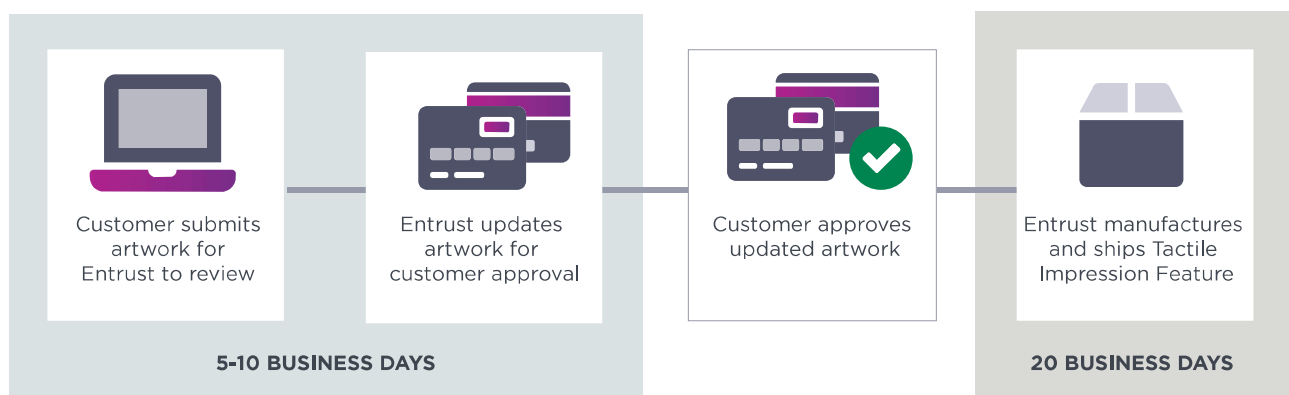 Customer submits
artwork for
Entrust to review
Entrust updates
artwork for
customer approval
Customer approves
updated artwork
Entrust manufactures
and ships Tactile
Impression Feature
5-10 BUSINESS DAYS
20 BUSINESS DAYS